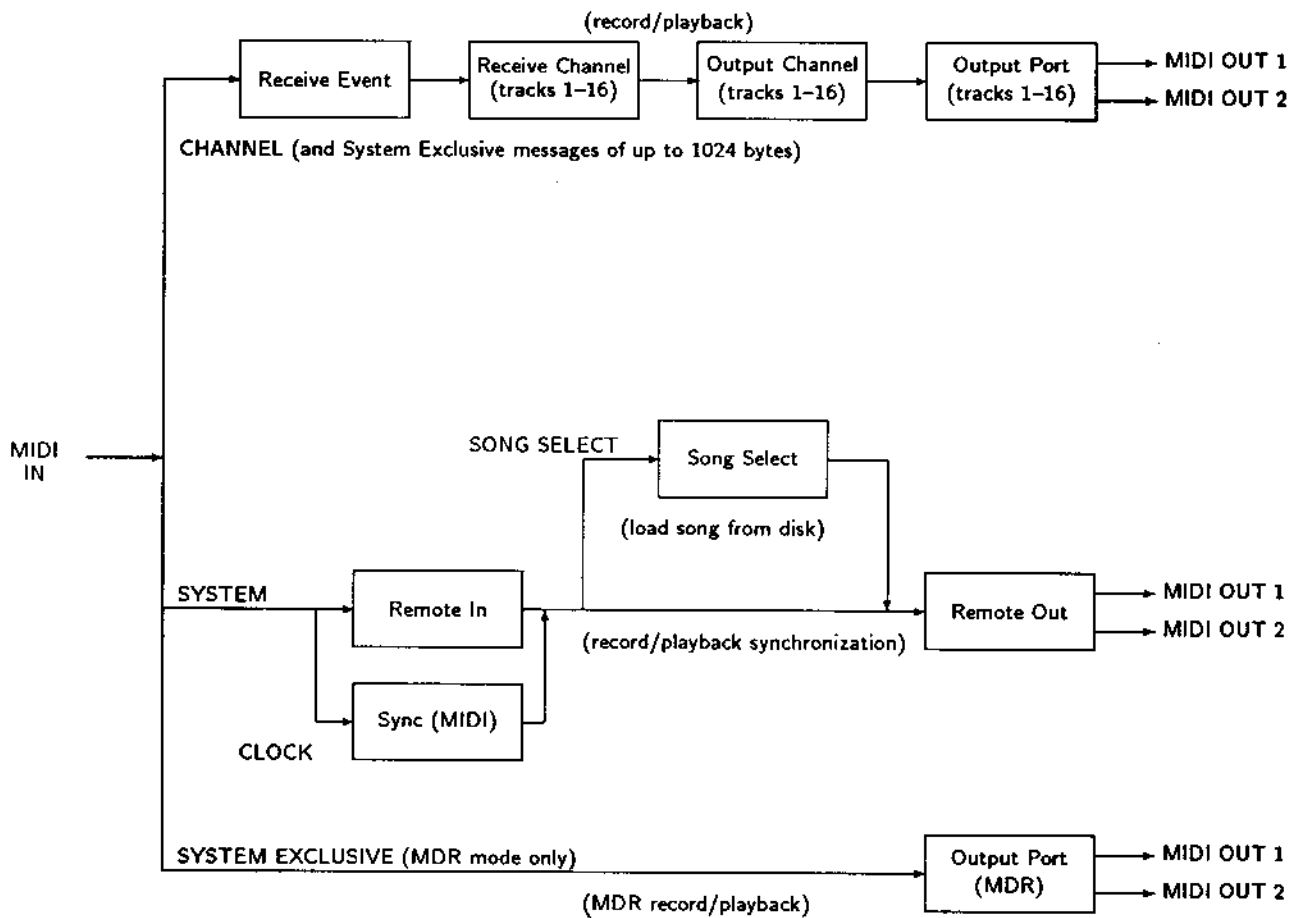 (record/playback)
Receive Event
Receive Channel
(tracks 1–16)
Output Channel
(tracks 1–16)
Output Port
(tracks 1–16)
MIDI OUT 1
MIDI OUT 2
CHANNEL (and System Exclusive messages of up to 1024 bytes)
MIDI
IN
SONG SELECT
Song Select
(load song from disk)
SYSTEM
Remote In
(record/playback synchronization)
Remote Out
MIDI OUT 1
MIDI OUT 2
Sync (MIDI)
CLOCK
SYSTEM EXCLUSIVE (MDR mode only)
(MDR record/playback)
Output Port
(MDR)
MIDI OUT 1
MIDI OUT 2